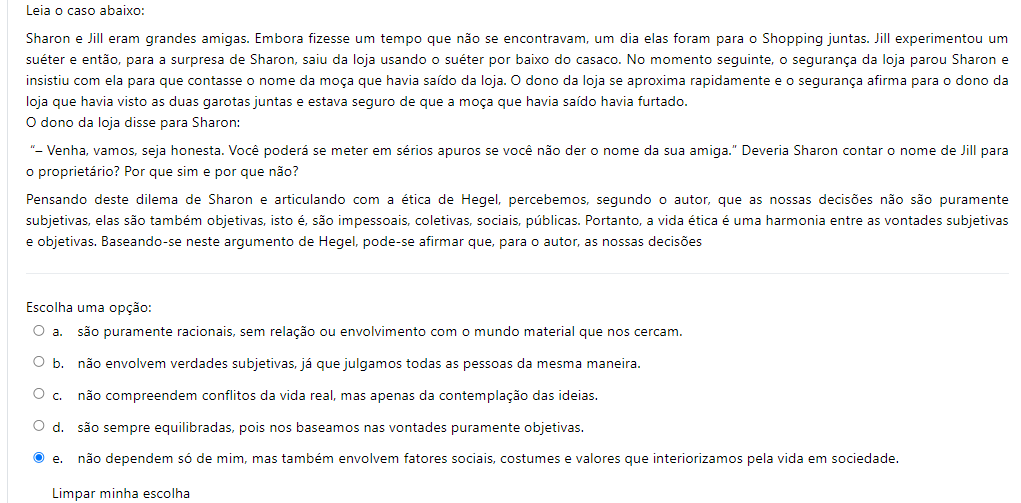 Leia o caso abaixo:
Sharon e Jill eram grandes amigas. Embora fizesse um tempo que não se encontravam, um dia elas foram para o Shopping juntas. Jill experimentou um
suéter e então, para a surpresa de Sharon, saiu da loja usando o suéter por baixo do casaco. No momento seguinte, o segurança da loja parou Sharon e
insistiu com ela para que contasse o nome da moça que havia saído da loja. O dono da loja se aproxima rapidamente e o segurança afirma para o dono da
loja que havia visto as duas garotas juntas e estava seguro de que a moça que havia saído havia furtado.
O dono da loja disse para Sharon:
“– Venha, vamos, seja honesta. Você poderá se meter em sérios apuros se você não der o nome da sua amiga.” Deveria Sharon contar o nome de Jill para
o proprietário? Por que sim e por que não?
Pensando deste dilema de Sharon e articulando com a ética de Hegel, percebemos, segundo o autor, que as nossas decisões não são puramente
subjetivas, elas são também objetivas, isto é, são impessoais, coletivas, sociais, públicas. Portanto, a vida ética é uma harmonia entre as vontades subjetivas
e objetivas. Baseando-se neste argumento de Hegel, pode-se afirmar que, para o autor, as nossas decisões
Escolha uma opção:
a. são puramente racionais, sem relação ou envolvimento com o mundo material que nos cercam.
b. não envolvem verdades subjetivas, já que julgamos todas as pessoas da mesma maneira.
c. não compreendem conflitos da vida real, mas apenas da contemplação das ideias.
d. são sempre equilibradas, pois nos baseamos nas vontades puramente objetivas.
e. não dependem só de mim, mas também envolvem fatores sociais, costumes e valores que interiorizamos pela vida em sociedade.
Limpar minha escolha